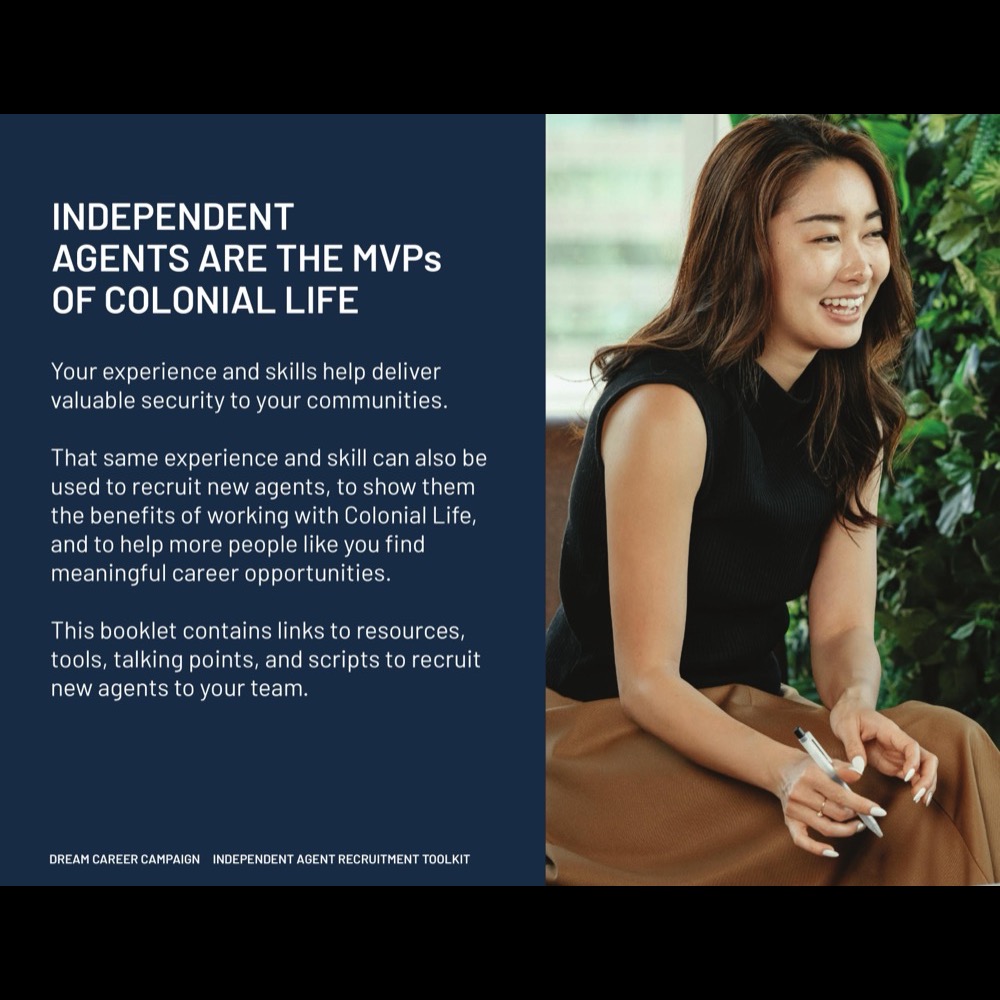 INDEPENDENT
AGENTS ARE THE MVPs
OF COLONIAL LIFE
Your experience and skills help deliver
valuable security to your communities.
That same experience and skill can also be
used to recruit new agents, to show them
the benefits of working with Colonial Life,
and to help more people like you find
meaningful career opportunities.
This booklet contains links to resources,
tools, talking points, and scripts to recruit
new agents to your team.
DREAM CAREER CAMPAIGN INDEPENDENT AGENT RECRUITMENT TOOLKIT